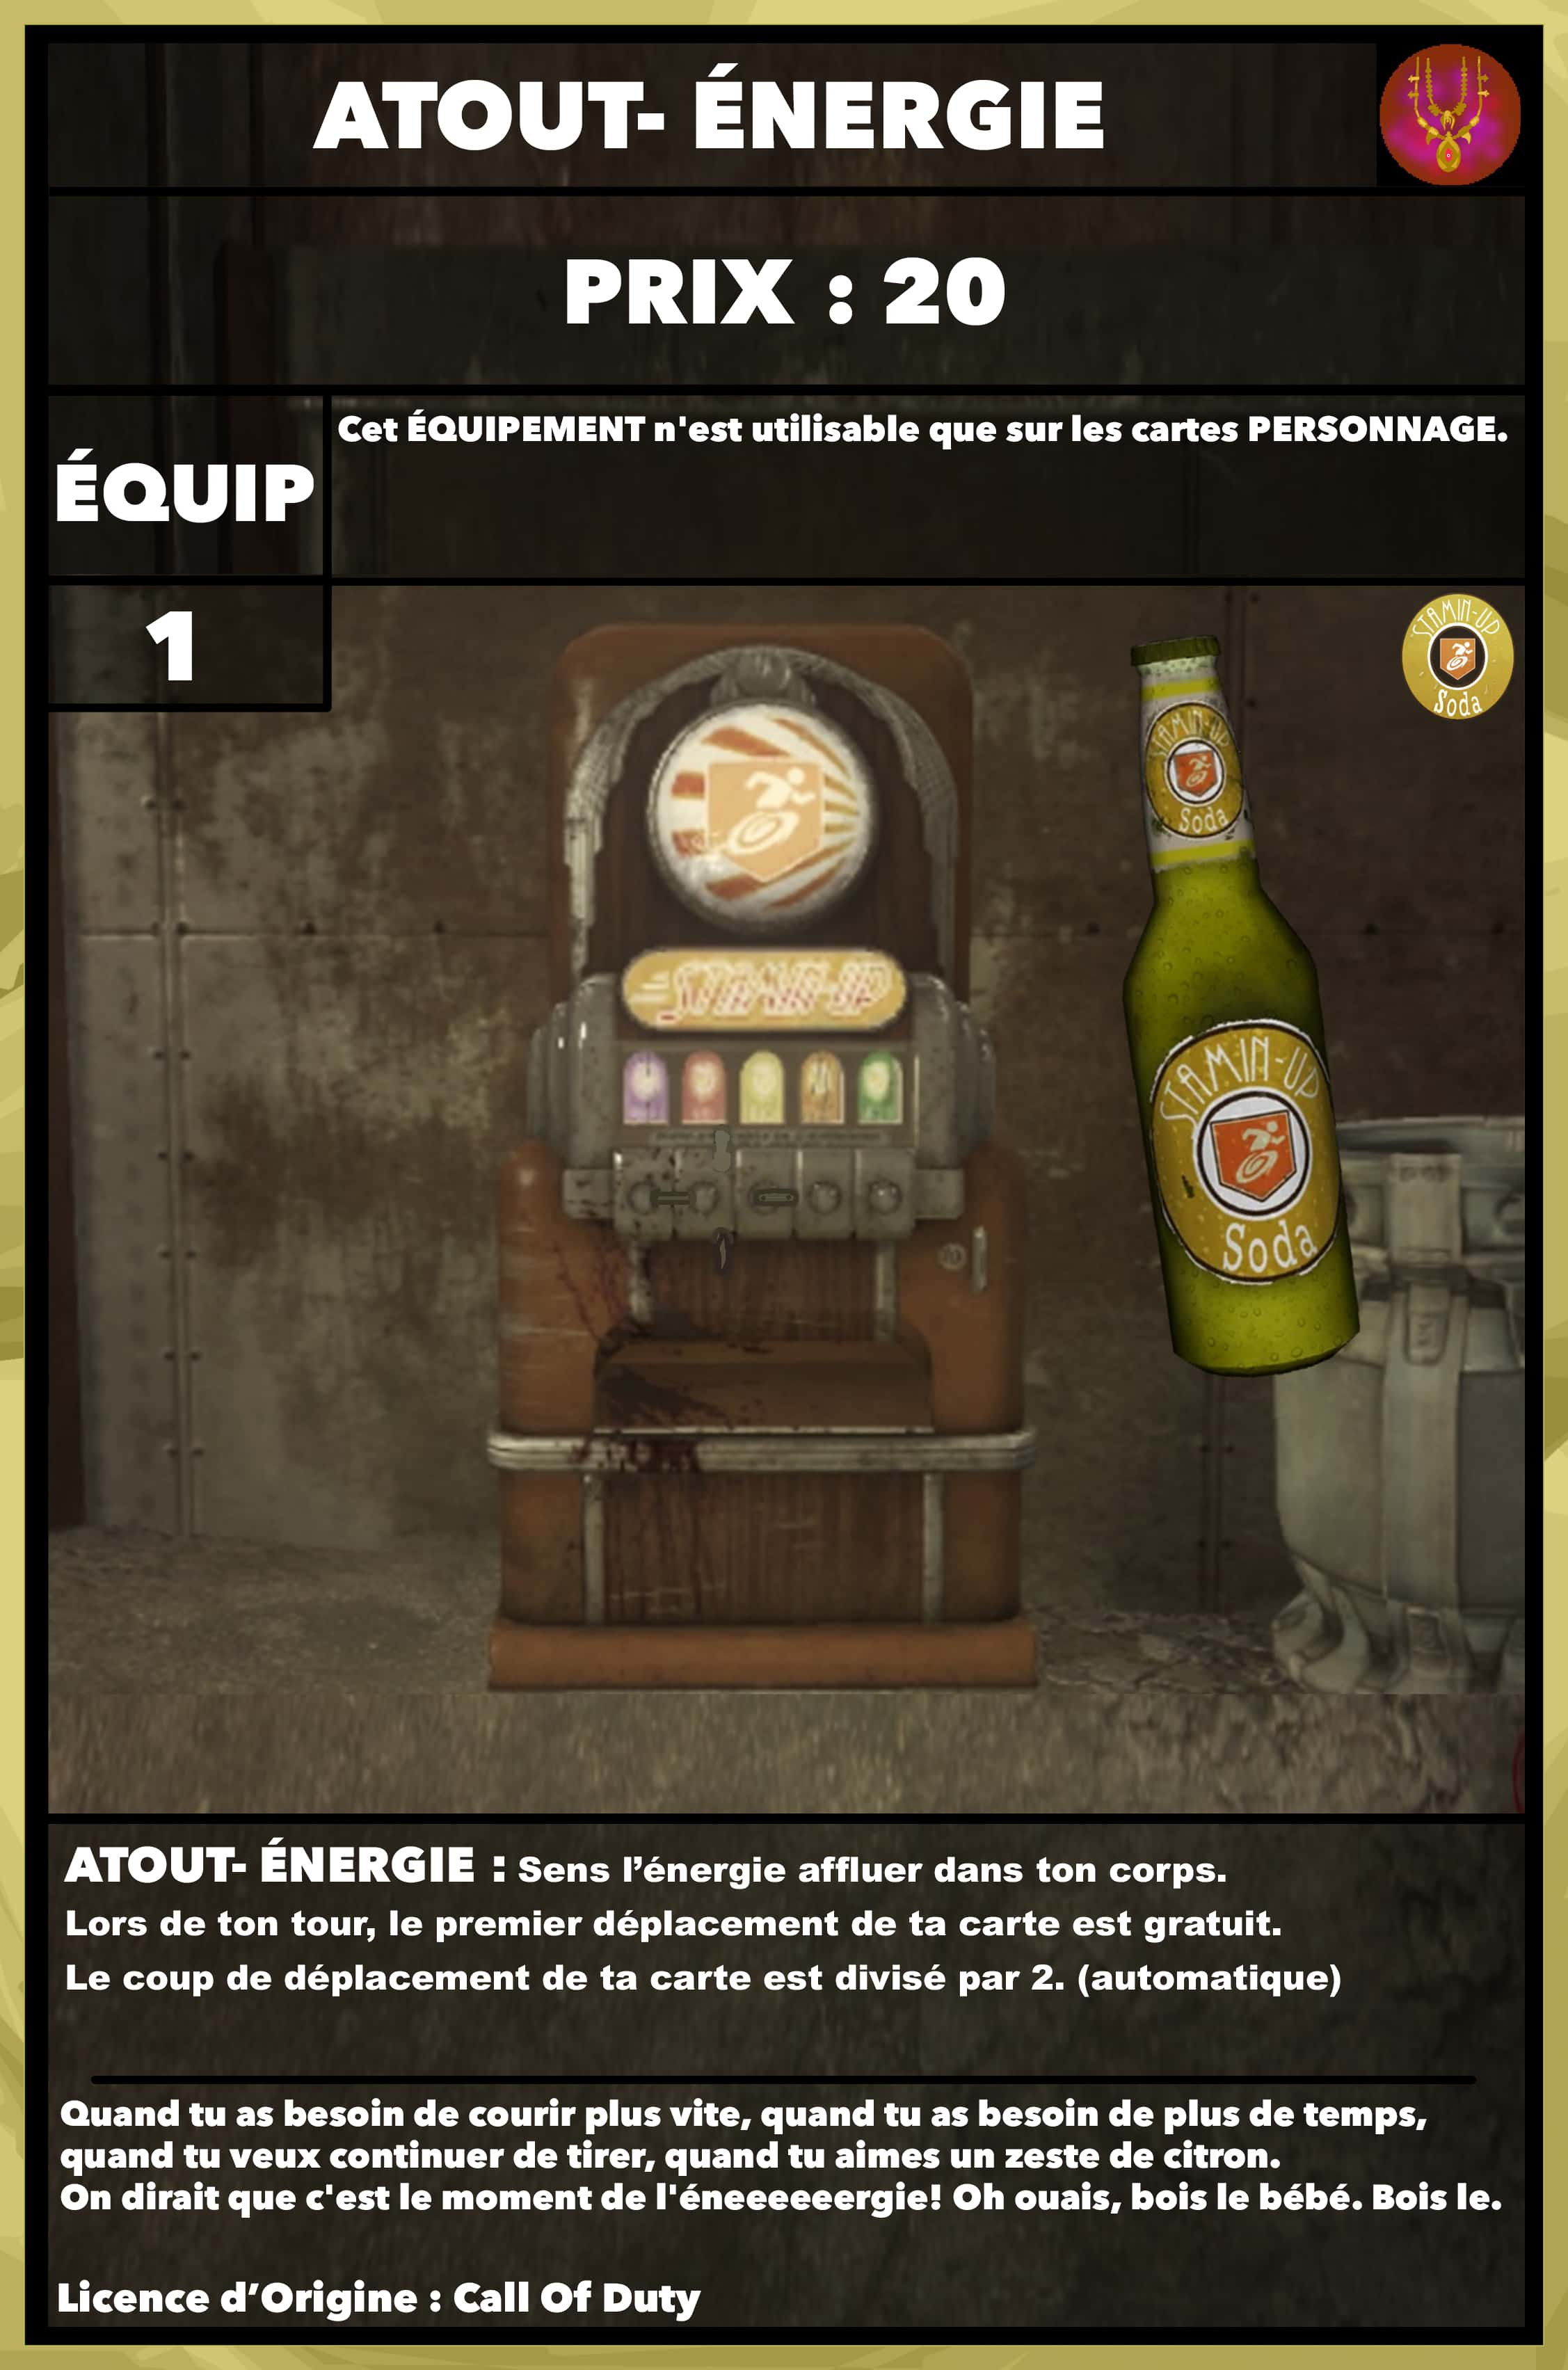 ATOUT- ÉNERGIE
PRIX : 20
ÉQUIP
Cet ÉQUIPEMENT n'est utilisable que sur les cartes PERSONNAGE.
1
STAMIN-UP
Soda
STAMIN-UP
Soda
STAMIN-UP
STAMIN-UP
Soda
ATOUT- ÉNERGIE : Sens l’énergie affluer dans ton corps.
Lors de ton tour, le premier déplacement de ta carte est gratuit.
Le coup de déplacement de ta carte est divisé par 2. (automatique)
Quand tu as besoin de courir plus vite, quand tu as besoin de plus de temps,
quand tu veux continuer de tirer, quand tu aimes un zeste de citron.
On dirait que c'est le moment de l'éneeeeeergie! Oh ouais, bois le bébé. Bois le.
Licence d’Origine : Call Of Duty